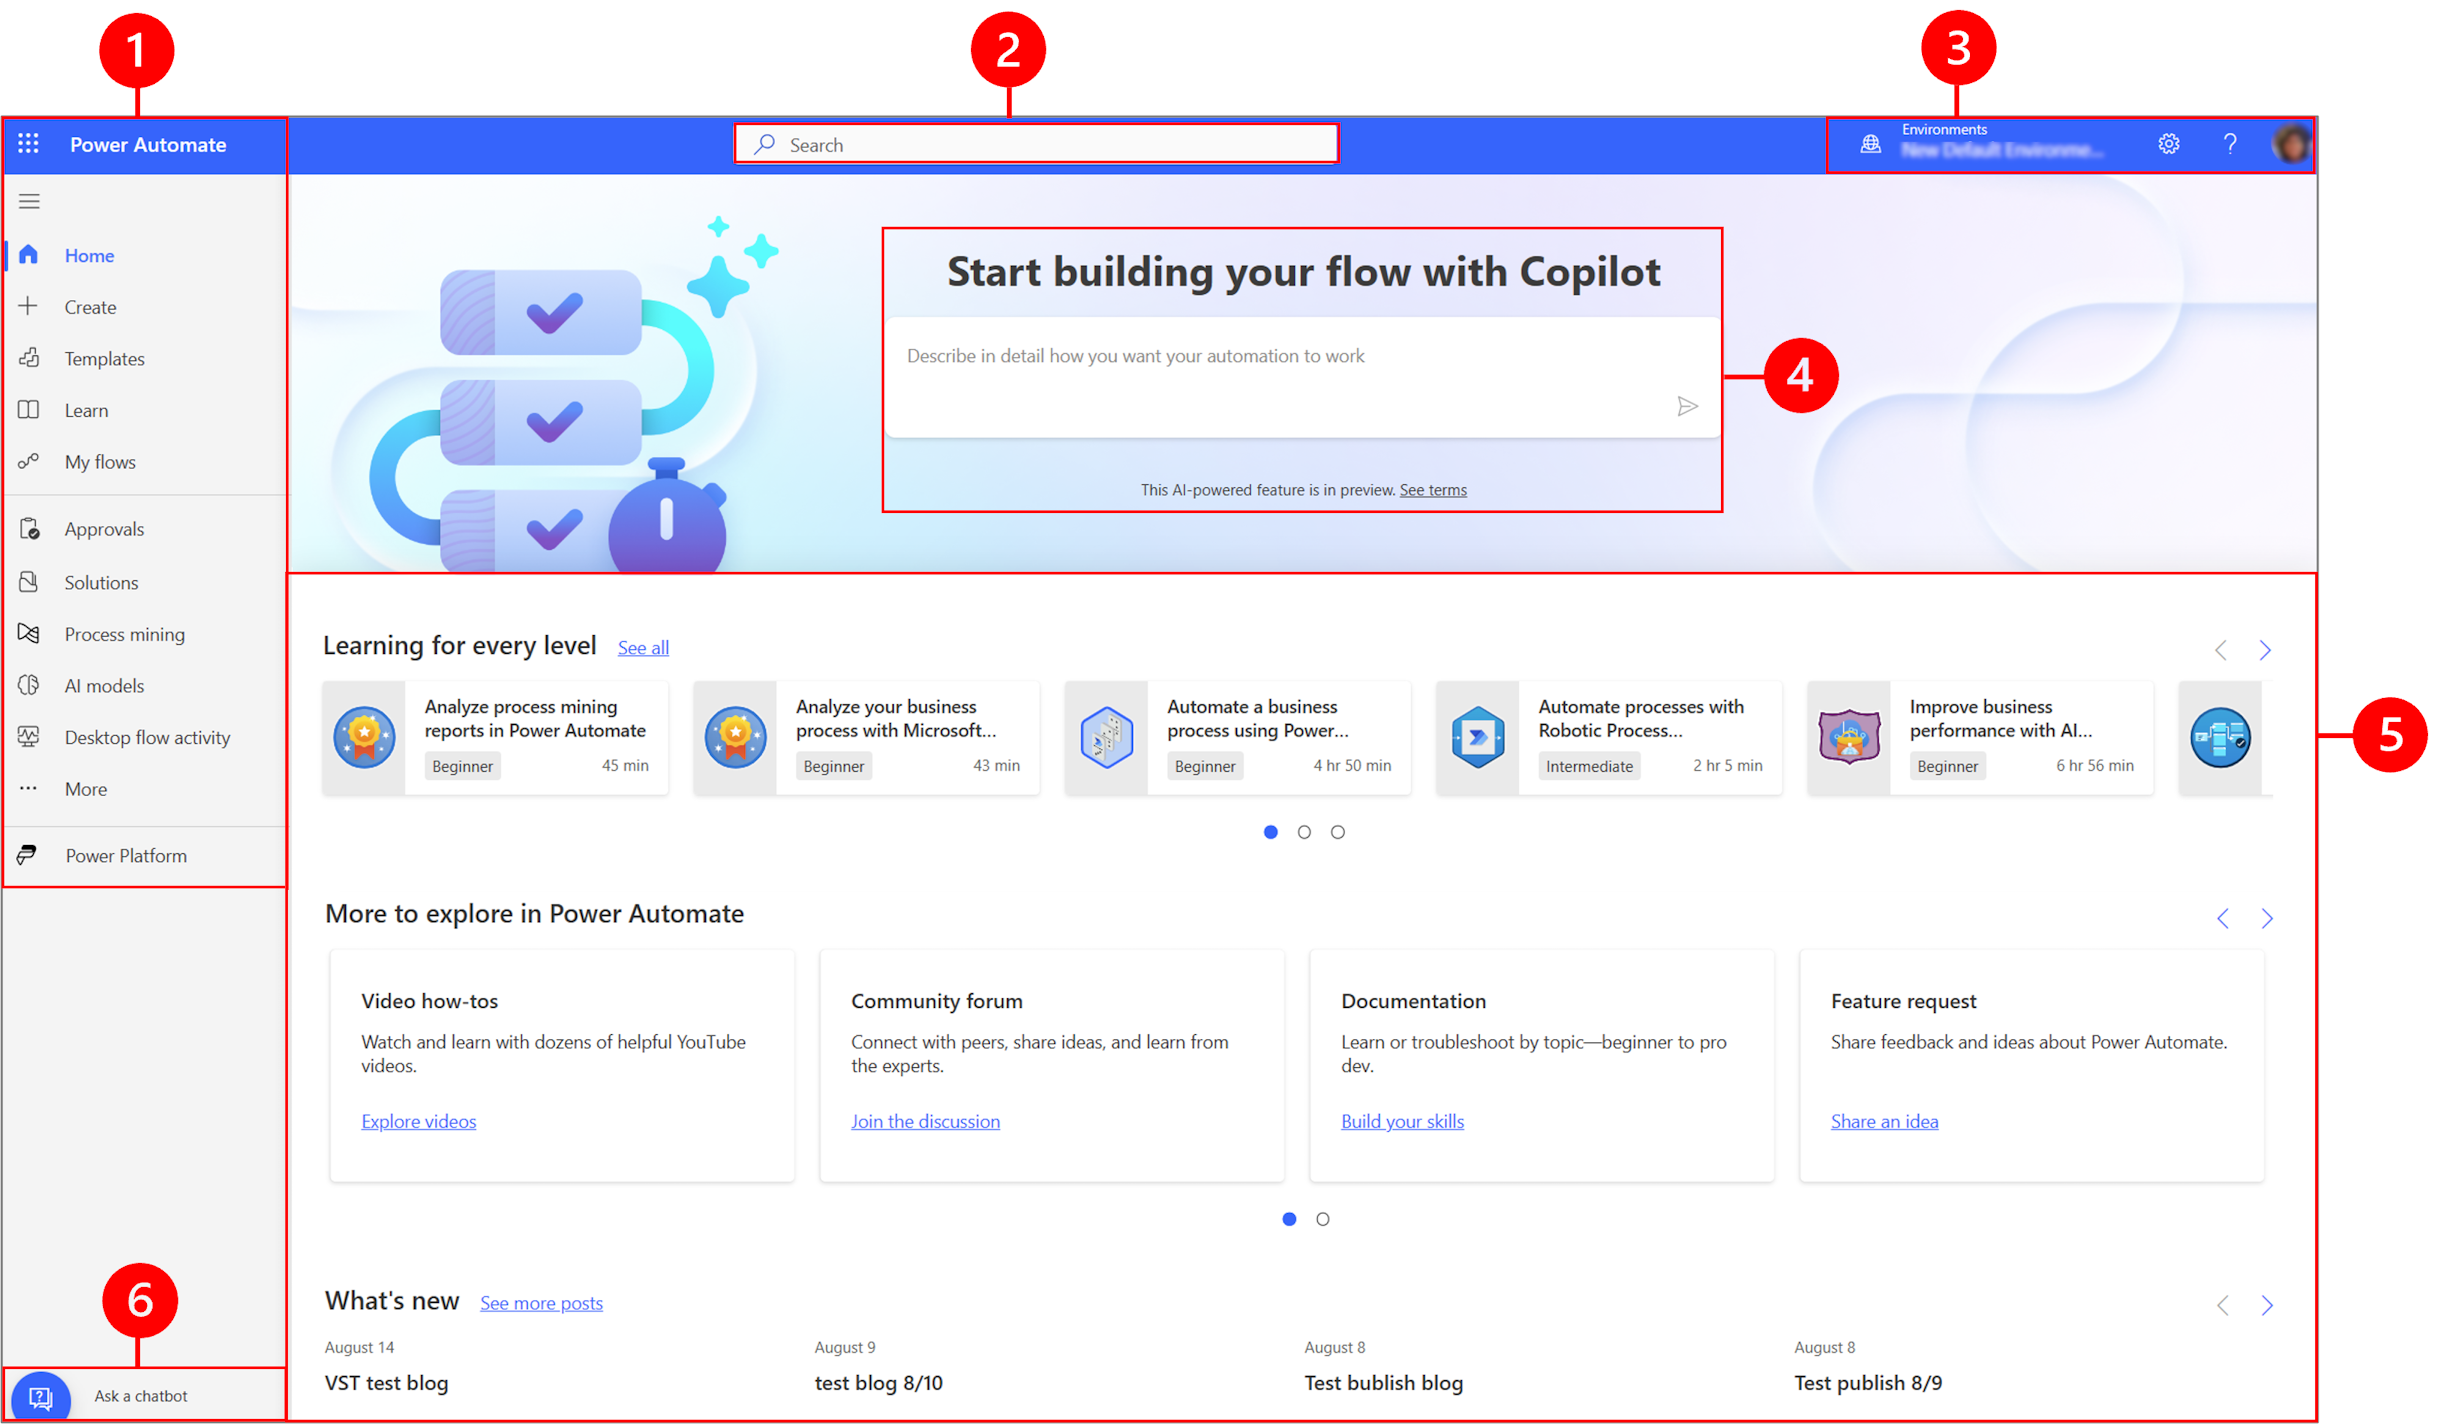 1
2
3
Power Automate
Search
Environments
New Default Environme...
?
Home
Create
Templates
Learn
My flows
Approvals
Solutions
Process mining
AI models
Desktop flow activity
More
Power Platform
Start building your flow with Copilot
Describe in detail how you want your automation to work
4
This AI-powered feature is in preview. See terms
Learning for every level See all
Analyze process mining
reports in Power Automate
Beginner 45 min
Analyze your business
process with Microsoft...
Beginner 43 min
Automate a business
process using Power...
Beginner 4 hr 50 min
Automate processes with
Robotic Process...
Intermediate 2 hr 5 min
Improve business
performance with AI...
Beginner 6 hr 56 min
5
More to explore in Power Automate
Video how-tos
Watch and learn with dozens of helpful YouTube
videos.
Explore videos
Community forum
Connect with peers, share ideas, and learn from
the experts.
Join the discussion
Documentation
Learn or troubleshoot by topic—beginner to pro
dev.
Build your skills
Feature request
Share feedback and ideas about Power Automate.
Share an idea
What's new See more posts
August 14
VST test blog
August 9
test blog 8/10
August 8
Test bublish blog
August 8
Test publish 8/9
6
Ask a chatbot